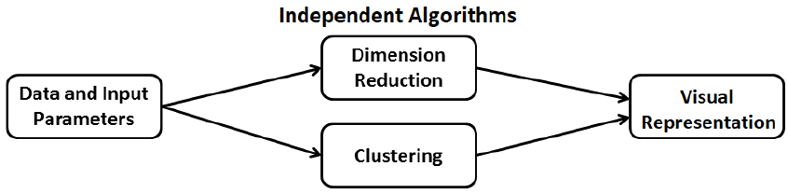 Independent Algorithms
Data and Input
Parameters
Dimension
Reduction
Clustering
Visual
Representation